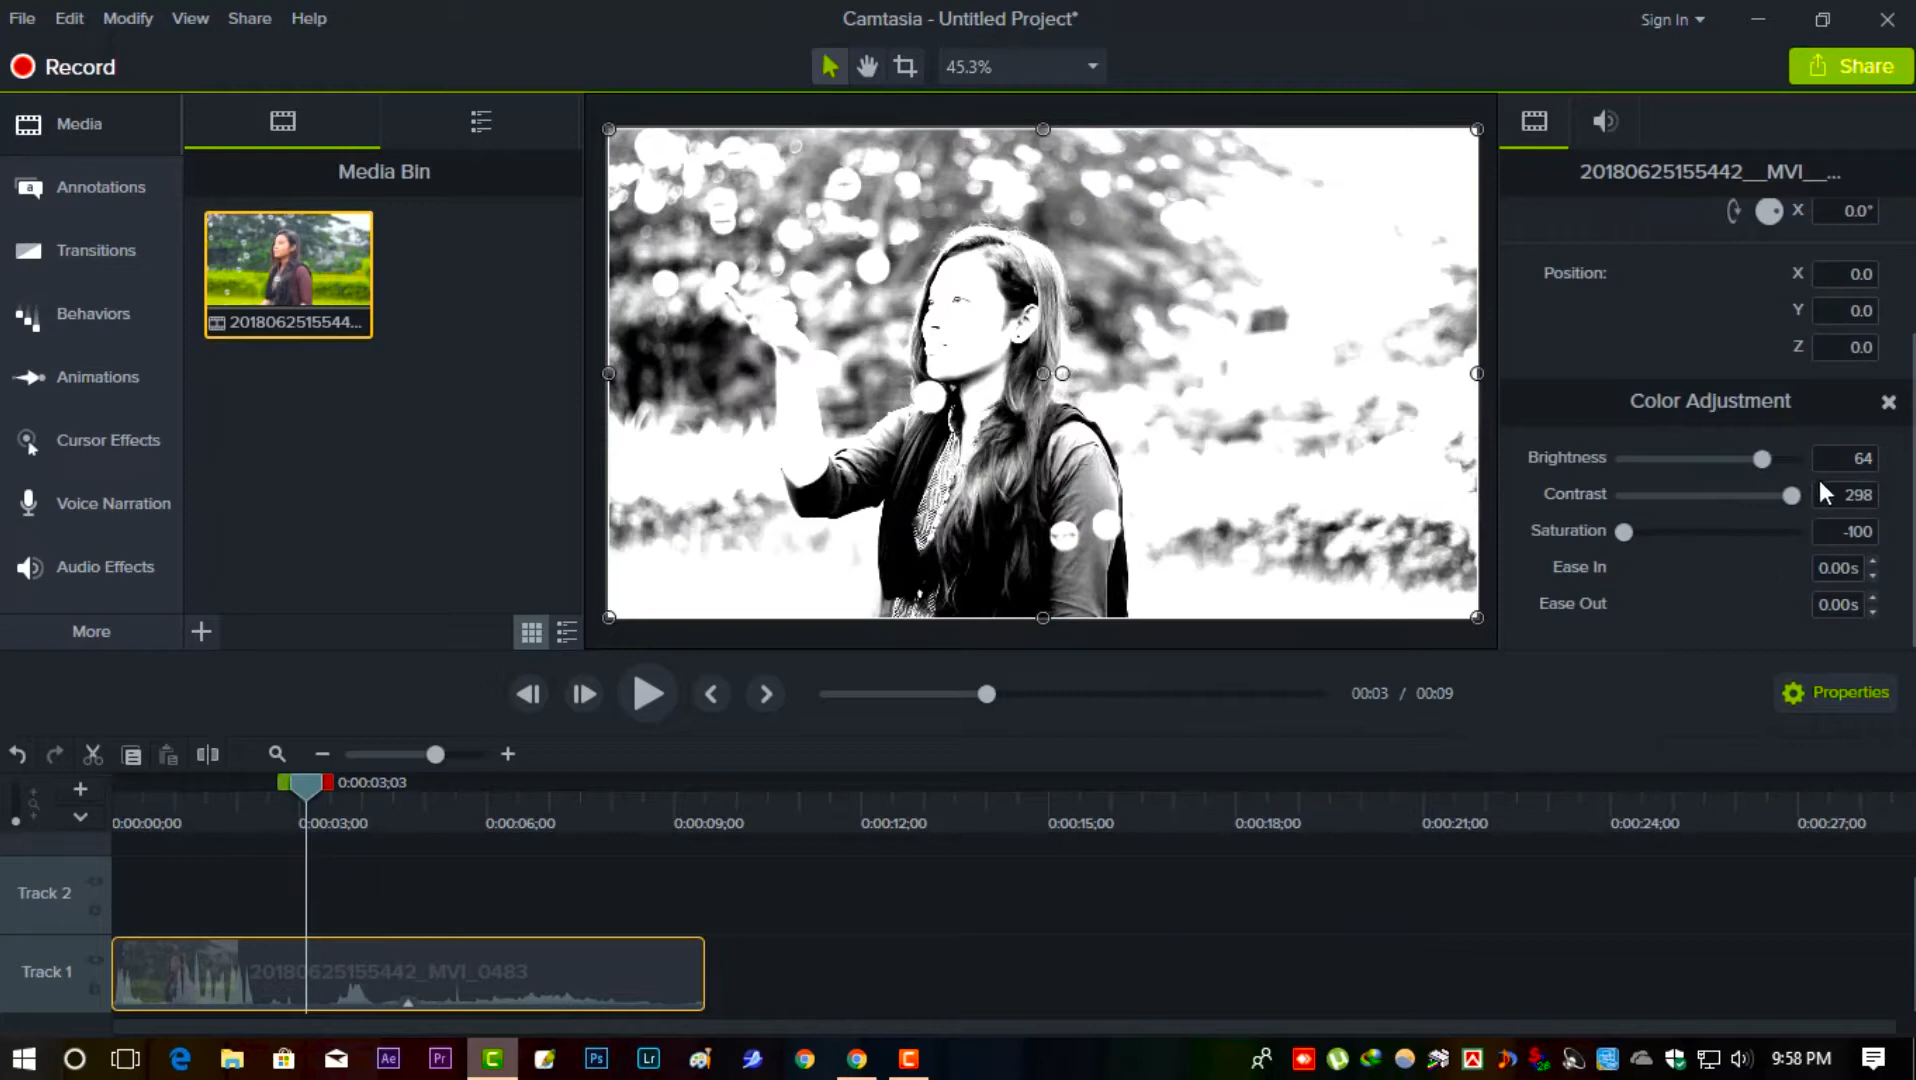 File Edit Modify View Share Help
Camtasia - Untitled Project*
Sign In
Record
45.3%
Share
Media
Annotations
Transitions
Behaviors
Animations
Cursor Effects
Voice Narration
Audio Effects
More
Media Bin
2018062515544...
20180625155442__MVI__...
X 0.0°
Position: X 0.0
Y 0.0
Z 0.0
Color Adjustment
Brightness 64
Contrast 298
Saturation -100
Ease In 0.00s
Ease Out 0.00s
00:03 / 00:09
Properties
0:00:03;03
0:00:00;00 0:00:03;00 0:00:06;00 0:00:09;00 0:00:12;00 0:00:15;00 0:00:18;00 0:00:21;00 0:00:24;00 0:00:27;00
Track 2
Track 1
20180625155442_MVI_0483
Ae Pr C Ps Lr C
9:58 PM